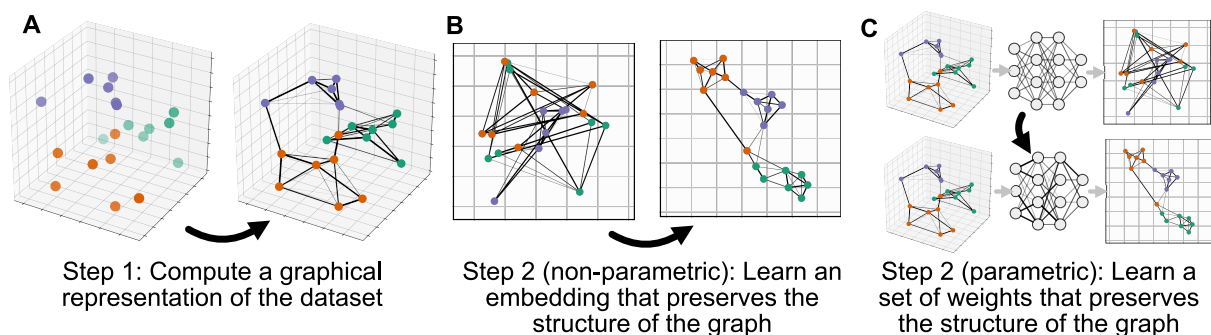 A
Step 1: Compute a graphical
representation of the dataset
B
Step 2 (non-parametric): Learn an
embedding that preserves the
structure of the graph
C
Step 2 (parametric): Learn a
set of weights that preserves
the structure of the graph